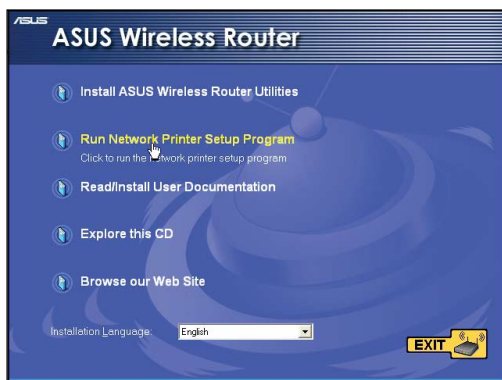 ASUS
ASUS Wireless Router
Install ASUS Wireless Router Utilities
Run Network Printer Setup Program
Click to run the network printer setup program
Read/Install User Documentation
Explore this CD
Browse our Web Site
Installation Language: English
EXIT